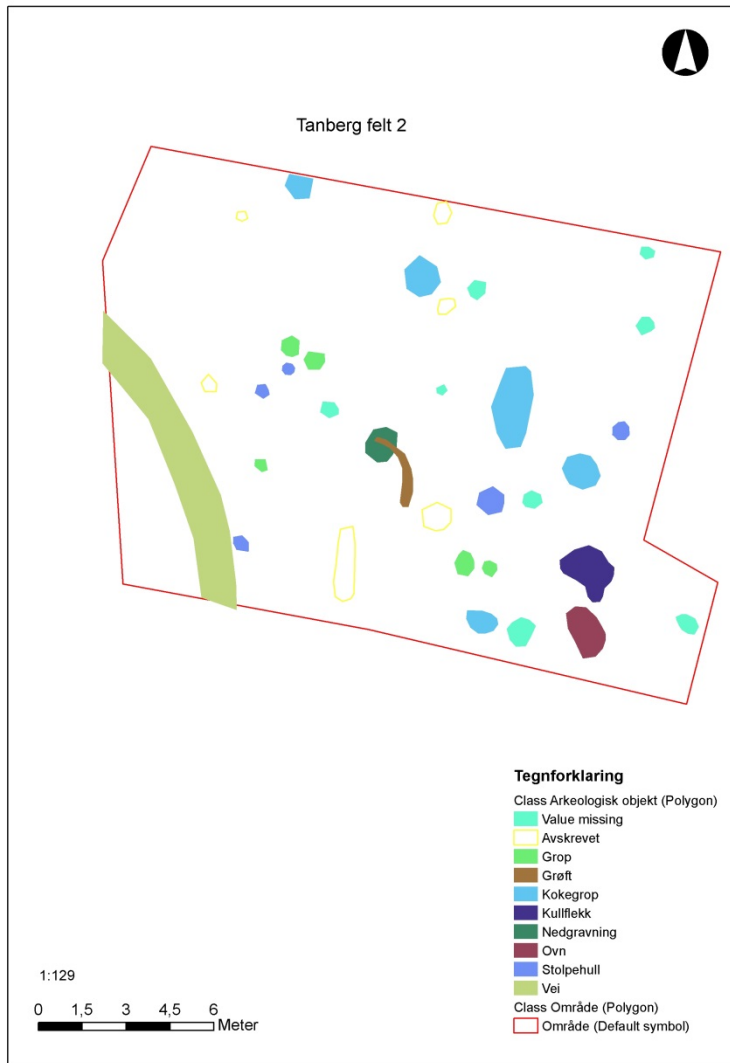 Tanberg felt 2
Tegnforklaring
Class Arkeologisk objekt (Polygon)
Value missing
Avskrevet
Grop
Grøft
Kokegrop
Kullflekk
Nedgravning
Ovn
Stolpehull
Vei
Class Område (Polygon)
Område (Default symbol)
1:129
0 1,5 3 4,5 6
Meter